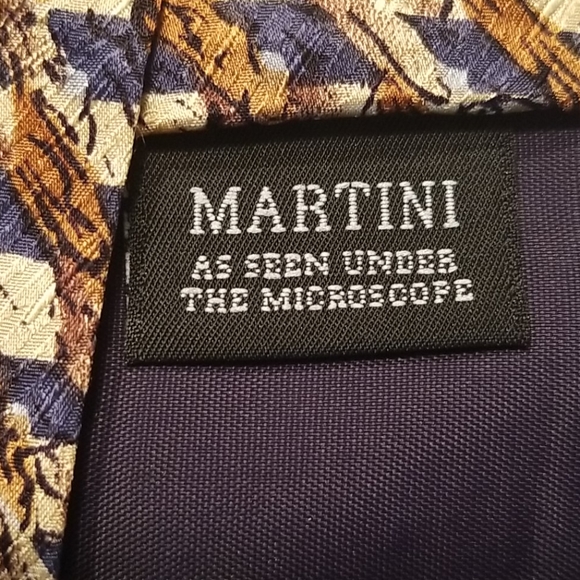 MARTINI
AS SEEN UNDER
THE MICROSCOPE